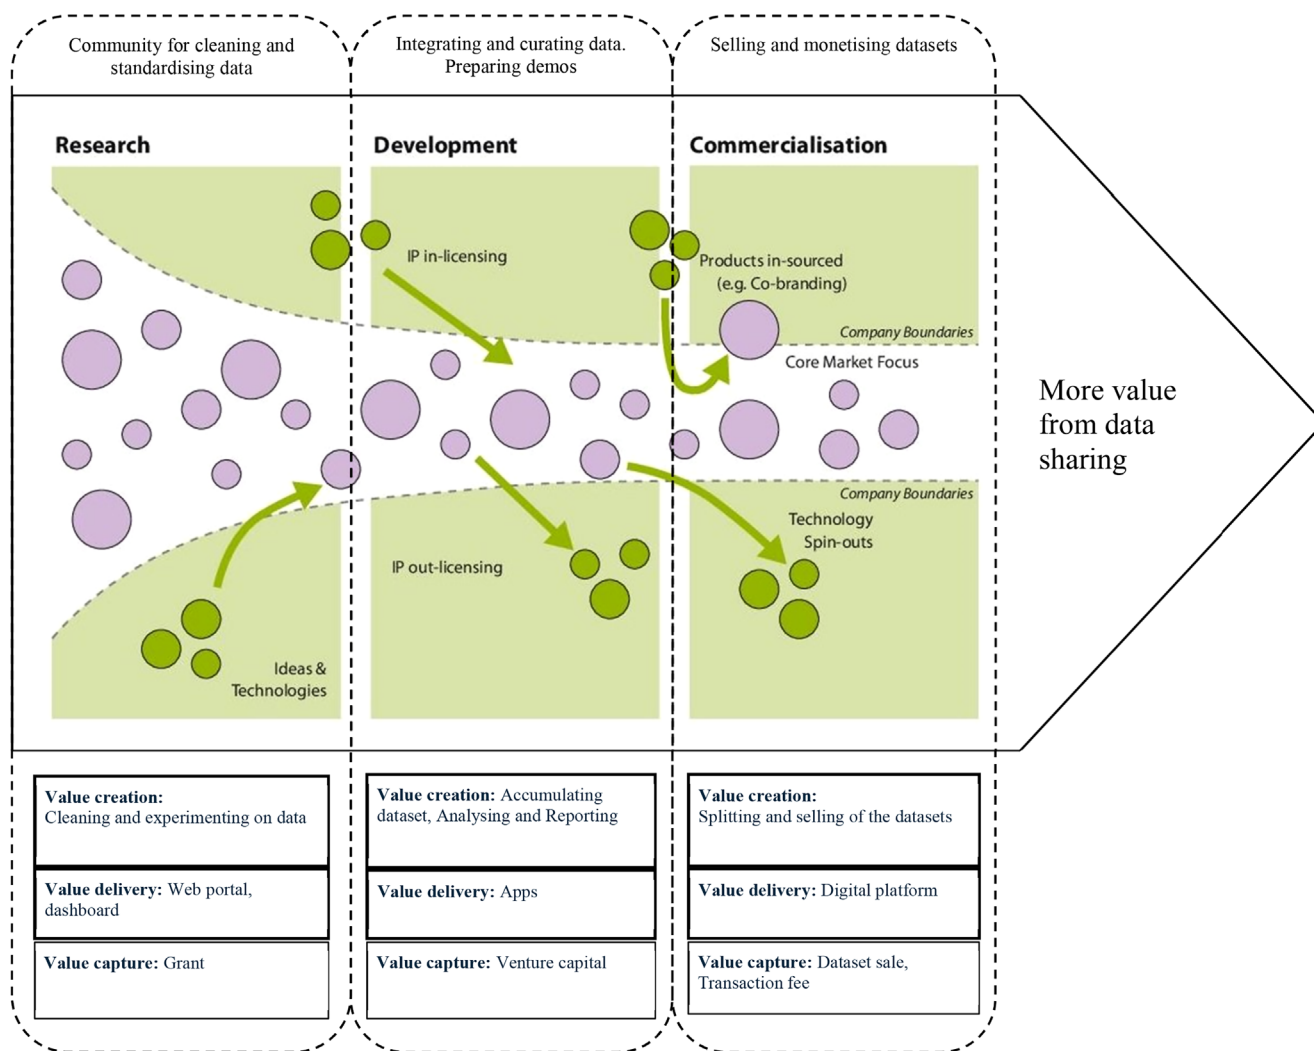 Community for cleaning and
standardising data
Integrating and curating data.
Preparing demos
Selling and monetising datasets
Research
Development
Commercialisation
IP in-licensing
Products in-sourced
(e.g. Co-branding)
Company Boundaries
Core Market Focus
More value
from data
sharing
Company Boundaries
Technology
Spin-outs
IP out-licensing
Ideas &
Technologies
Value creation:
Cleaning and experimenting on data
Value delivery: Web portal,
dashboard
Value capture: Grant
Value creation: Accumulating
dataset, Analysing and Reporting
Value delivery: Apps
Value capture: Venture capital
Value creation:
Splitting and selling of the datasets
Value delivery: Digital platform
Value capture: Dataset sale,
Transaction fee